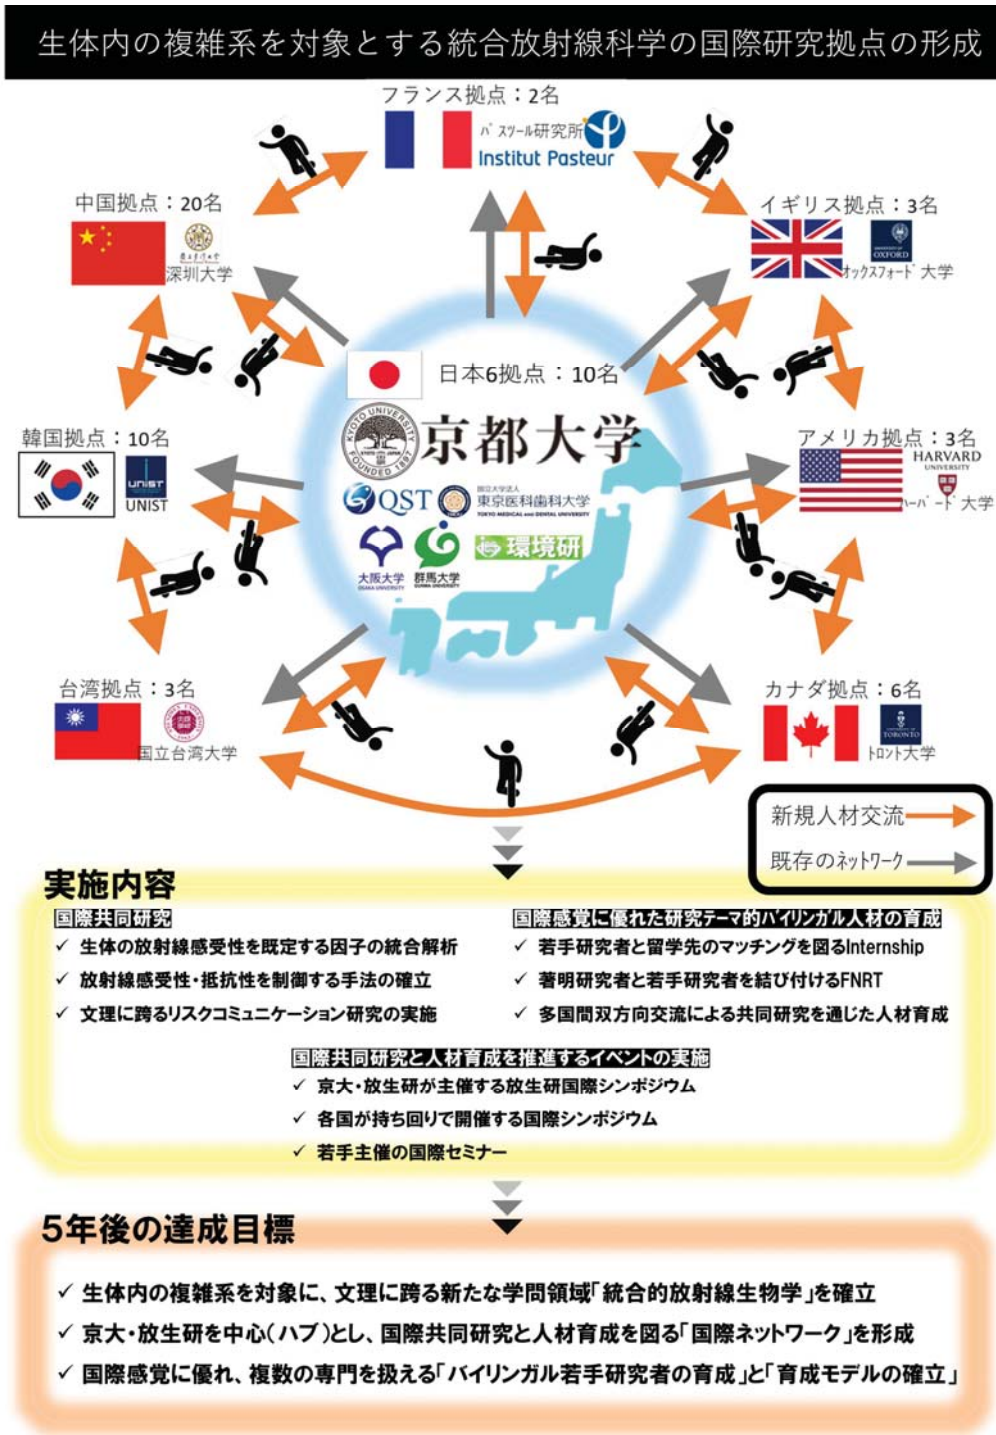 生体内の複雑系を対象とする統合放射線科学の国際研究拠点の形成
フランス拠点：2名
パスツール研究所
Institut Pasteur
中国拠点：20名
深圳大学
イギリス拠点：3名
UNIVERSITY OF
OXFORD
オックスフォード大学
日本6拠点：10名
KYOTO UNIVERSITY
FOUNDED 1897
京都大学
韓国拠点：10名
UNIST
UNIST
アメリカ拠点：3名
HARVARD
UNIVERSITY
ハーバード大学
QST
国立大学法人
東京医科歯科大学
TOKYO MEDICAL and DENTAL UNIVERSITY
大阪大学
OSAKA UNIVERSITY
群馬大学
GUNMA UNIVERSITY
環境研
台湾拠点：3名
国立台湾大学
カナダ拠点：6名
TORONTO
トロント大学
新規人材交流
既存のネットワーク
実施内容
国際共同研究
✓ 生体の放射線感受性を既定する因子の統合解析
✓ 放射線感受性・抵抗性を制御する手法の確立
✓ 文理に跨るリスクコミュニケーション研究の実施
国際感覚に優れた研究テーマ的バイリンガル人材の育成
✓ 若手研究者と留学先のマッチングを図るInternship
✓ 著明研究者と若手研究者を結び付けるFNRT
✓ 多国間双方向交流による共同研究を通じた人材育成
国際共同研究と人材育成を推進するイベントの実施
✓ 京大・放生研が主催する放生研国際シンポジウム
✓ 各国が持ち回りで開催する国際シンポジウム
✓ 若手主催の国際セミナー
5年後の達成目標
✓ 生体内の複雑系を対象に、文理に跨る新たな学問領域「統合的放射線生物学」を確立
✓ 京大・放生研を中心（ハブ）とし、国際共同研究と人材育成を図る「国際ネットワーク」を形成
✓ 国際感覚に優れ、複数の専門を扱える「バイリンガル若手研究者の育成」と「育成モデルの確立」